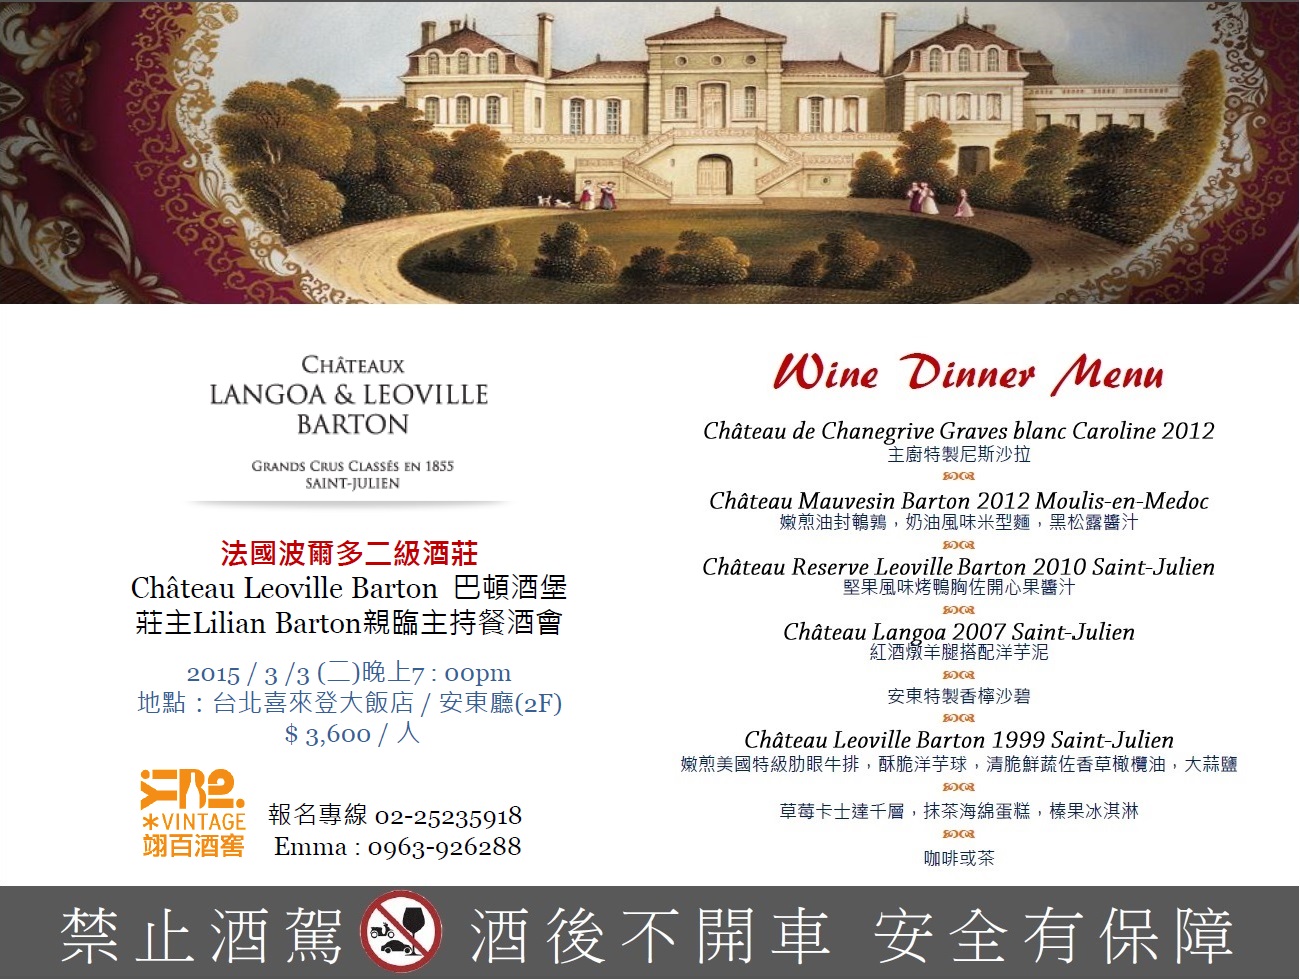 CHÂTEAUX
LANGOA & LEOVILLE
BARTON
GRANDS CRUS CLASSÉS EN 1855
SAINT-JULIEN
法國波爾多二級酒莊
Château Leoville Barton 巴頓酒堡
莊主Lilian Barton親臨主持餐酒會
2015 / 3 /3 (二)晚上7 : 00pm
地點：台北喜來登大飯店 / 安東廳(2F)
$ 3,600 / 人
VINTAGE
翊百酒窖
報名專線 02-25235918
Emma : 0963-926288
Wine Dinner Menu
Château de Chanegrive Graves blanc Caroline 2012
主廚特製尼斯沙拉
Château Mauvesin Barton 2012 Moulis-en-Medoc
嫩煎油封鵪鶉，奶油風味米型麵，黑松露醬汁
Château Reserve Leoville Barton 2010 Saint-Julien
堅果風味烤鴨胸佐開心果醬汁
Château Langoa 2007 Saint-Julien
紅酒燉羊腿搭配洋芋泥
安東特製香檸沙碧
Château Leoville Barton 1999 Saint-Julien
嫩煎美國特級肋眼牛排，酥脆洋芋球，清脆鮮蔬佐香草橄欖油，大蒜鹽
草莓卡士達千層，抹茶海綿蛋糕，榛果冰淇淋
咖啡或茶
禁止酒駕 酒後不開車 安全有保障